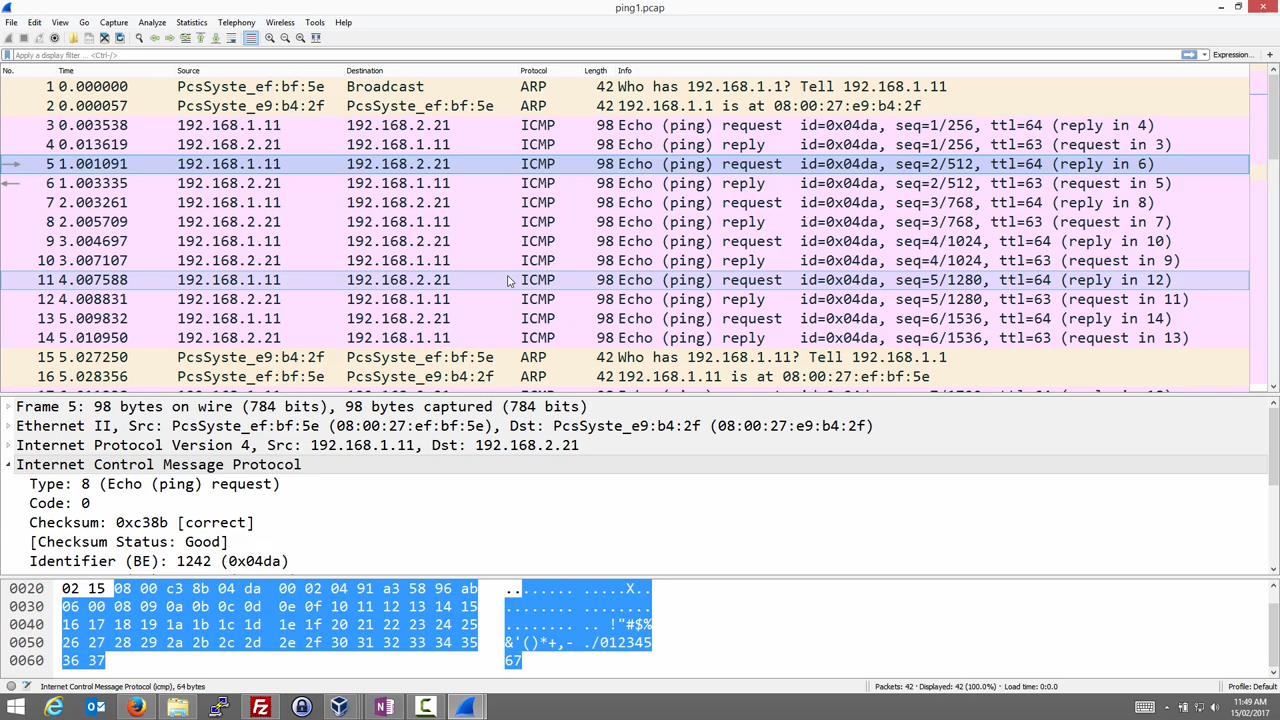 ping1.pcap
File Edit View Go Capture Analyze Statistics Telephony Wireless Tools Help
Apply a display filter ... <Ctrl-/> Expression... +
No. Time Source Destination Protocol Length Info
1 0.000000 PcsSyste_ef:bf:5e Broadcast ARP 42 Who has 192.168.1.1? Tell 192.168.1.11
2 0.000057 PcsSyste_e9:b4:2f PcsSyste_ef:bf:5e ARP 42 192.168.1.1 is at 08:00:27:e9:b4:2f
3 0.003538 192.168.1.11 192.168.2.21 ICMP 98 Echo (ping) request id=0x04da, seq=1/256, ttl=64 (reply in 4)
4 0.013619 192.168.2.21 192.168.1.11 ICMP 98 Echo (ping) reply id=0x04da, seq=1/256, ttl=63 (request in 3)
5 1.001091 192.168.1.11 192.168.2.21 ICMP 98 Echo (ping) request id=0x04da, seq=2/512, ttl=64 (reply in 6)
6 1.003335 192.168.2.21 192.168.1.11 ICMP 98 Echo (ping) reply id=0x04da, seq=2/512, ttl=63 (request in 5)
7 2.003261 192.168.1.11 192.168.2.21 ICMP 98 Echo (ping) request id=0x04da, seq=3/768, ttl=64 (reply in 8)
8 2.005709 192.168.2.21 192.168.1.11 ICMP 98 Echo (ping) reply id=0x04da, seq=3/768, ttl=63 (request in 7)
9 3.004697 192.168.1.11 192.168.2.21 ICMP 98 Echo (ping) request id=0x04da, seq=4/1024, ttl=64 (reply in 10)
10 3.007107 192.168.2.21 192.168.1.11 ICMP 98 Echo (ping) reply id=0x04da, seq=4/1024, ttl=63 (request in 9)
11 4.007588 192.168.1.11 192.168.2.21 ICMP 98 Echo (ping) request id=0x04da, seq=5/1280, ttl=64 (reply in 12)
12 4.008831 192.168.2.21 192.168.1.11 ICMP 98 Echo (ping) reply id=0x04da, seq=5/1280, ttl=63 (request in 11)
13 5.009832 192.168.1.11 192.168.2.21 ICMP 98 Echo (ping) request id=0x04da, seq=6/1536, ttl=64 (reply in 14)
14 5.010950 192.168.2.21 192.168.1.11 ICMP 98 Echo (ping) reply id=0x04da, seq=6/1536, ttl=63 (request in 13)
15 5.027250 PcsSyste_e9:b4:2f PcsSyste_ef:bf:5e ARP 42 Who has 192.168.1.11? Tell 192.168.1.1
16 5.028356 PcsSyste_ef:bf:5e PcsSyste_e9:b4:2f ARP 42 192.168.1.11 is at 08:00:27:ef:bf:5e
Frame 5: 98 bytes on wire (784 bits), 98 bytes captured (784 bits)
Ethernet II, Src: PcsSyste_ef:bf:5e (08:00:27:ef:bf:5e), Dst: PcsSyste_e9:b4:2f (08:00:27:e9:b4:2f)
Internet Protocol Version 4, Src: 192.168.1.11, Dst: 192.168.2.21
Internet Control Message Protocol
Type: 8 (Echo (ping) request)
Code: 0
Checksum: 0xc38b [correct]
[Checksum Status: Good]
Identifier (BE): 1242 (0x04da)
0020 02 15 08 00 c3 8b 04 da 00 02 04 91 a3 58 96 ab ........ .....X..
0030 06 00 08 09 0a 0b 0c 0d 0e 0f 10 11 12 13 14 15 ........ ........
0040 16 17 18 19 1a 1b 1c 1d 1e 1f 20 21 22 23 24 25 ........ .. !"#$%
0050 26 27 28 29 2a 2b 2c 2d 2e 2f 30 31 32 33 34 35 &'()*+,- ./012345
0060 36 37 67
Internet Control Message Protocol (icmp), 64 bytes Packets: 42 · Displayed: 42 (100.0%) · Load time: 0:0.0 Profile: Default
11:49 AM
15/02/2017